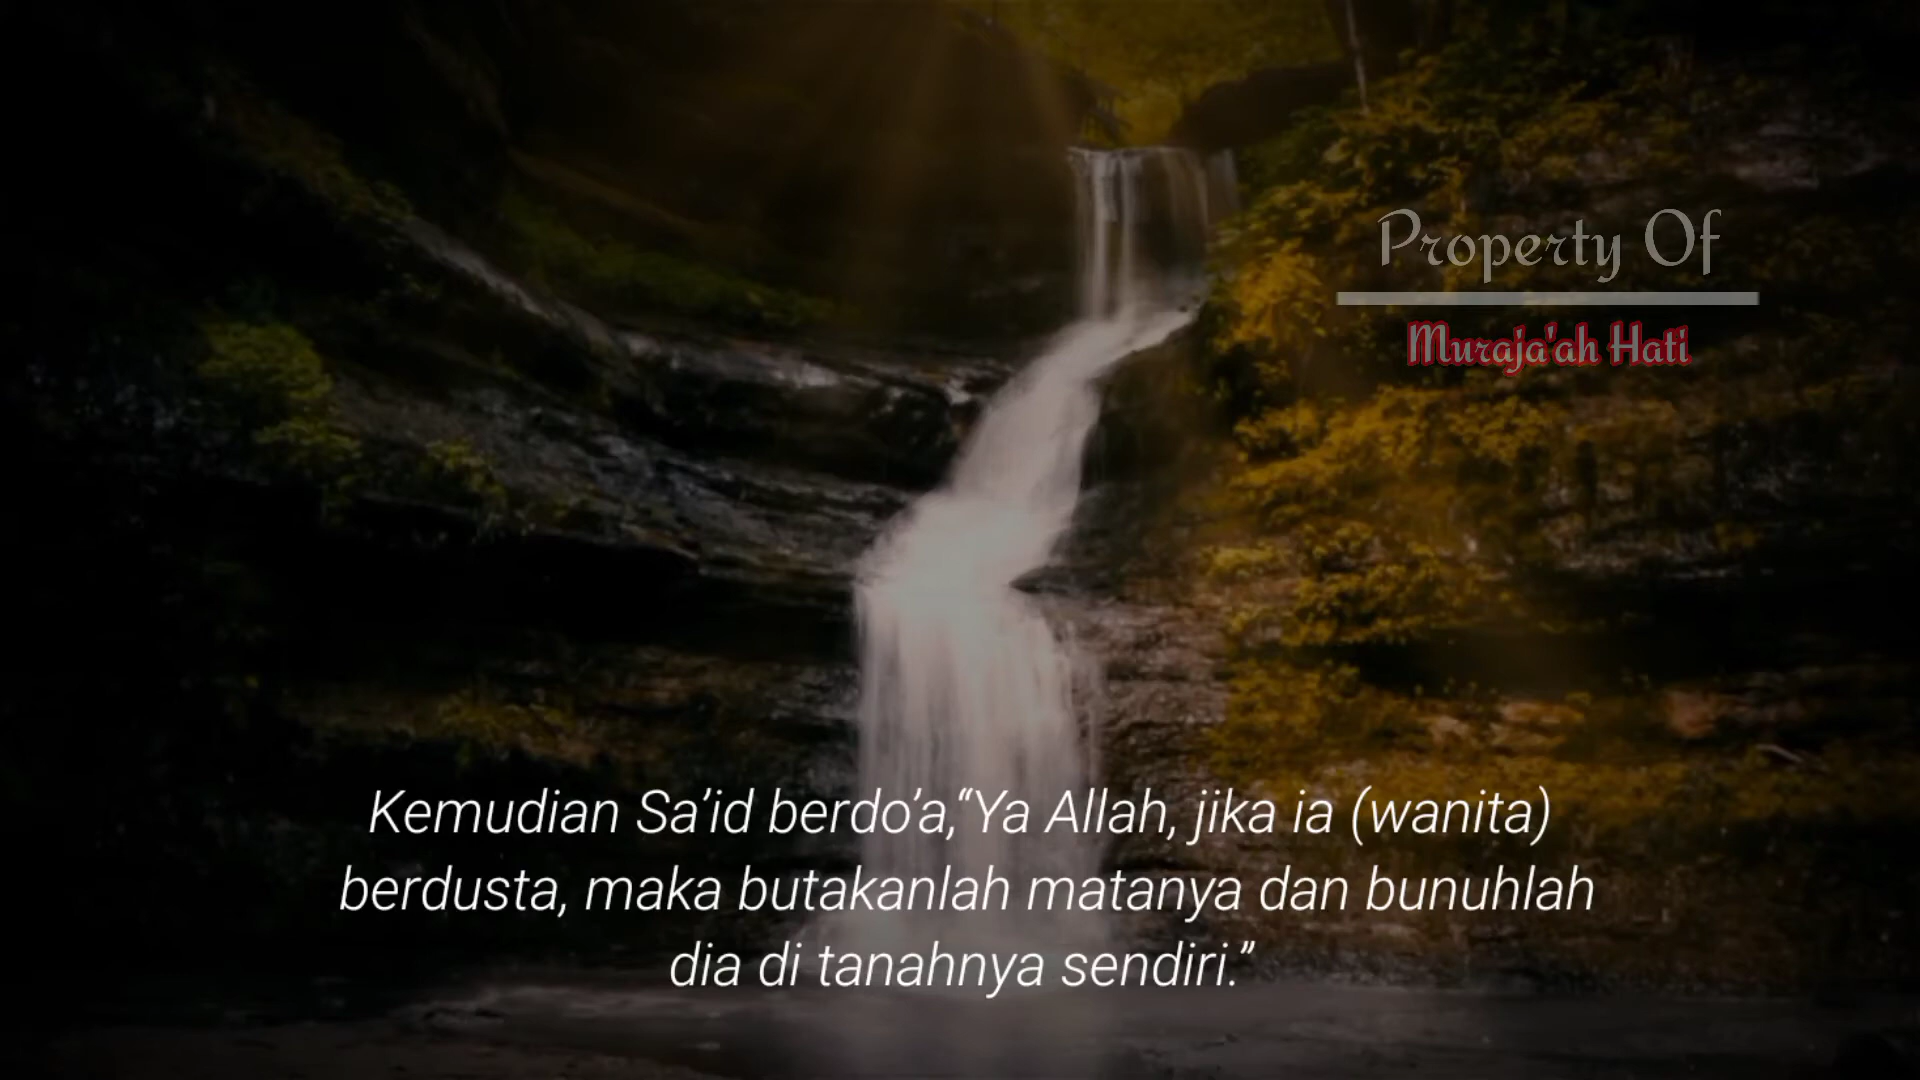 Property Of
Muraja'ah Hati
Kemudian Sa’id berdo’a,“Ya Allah, jika ia (wanita)
berdusta, maka butakanlah matanya dan bunuhlah
dia di tanahnya sendiri.”